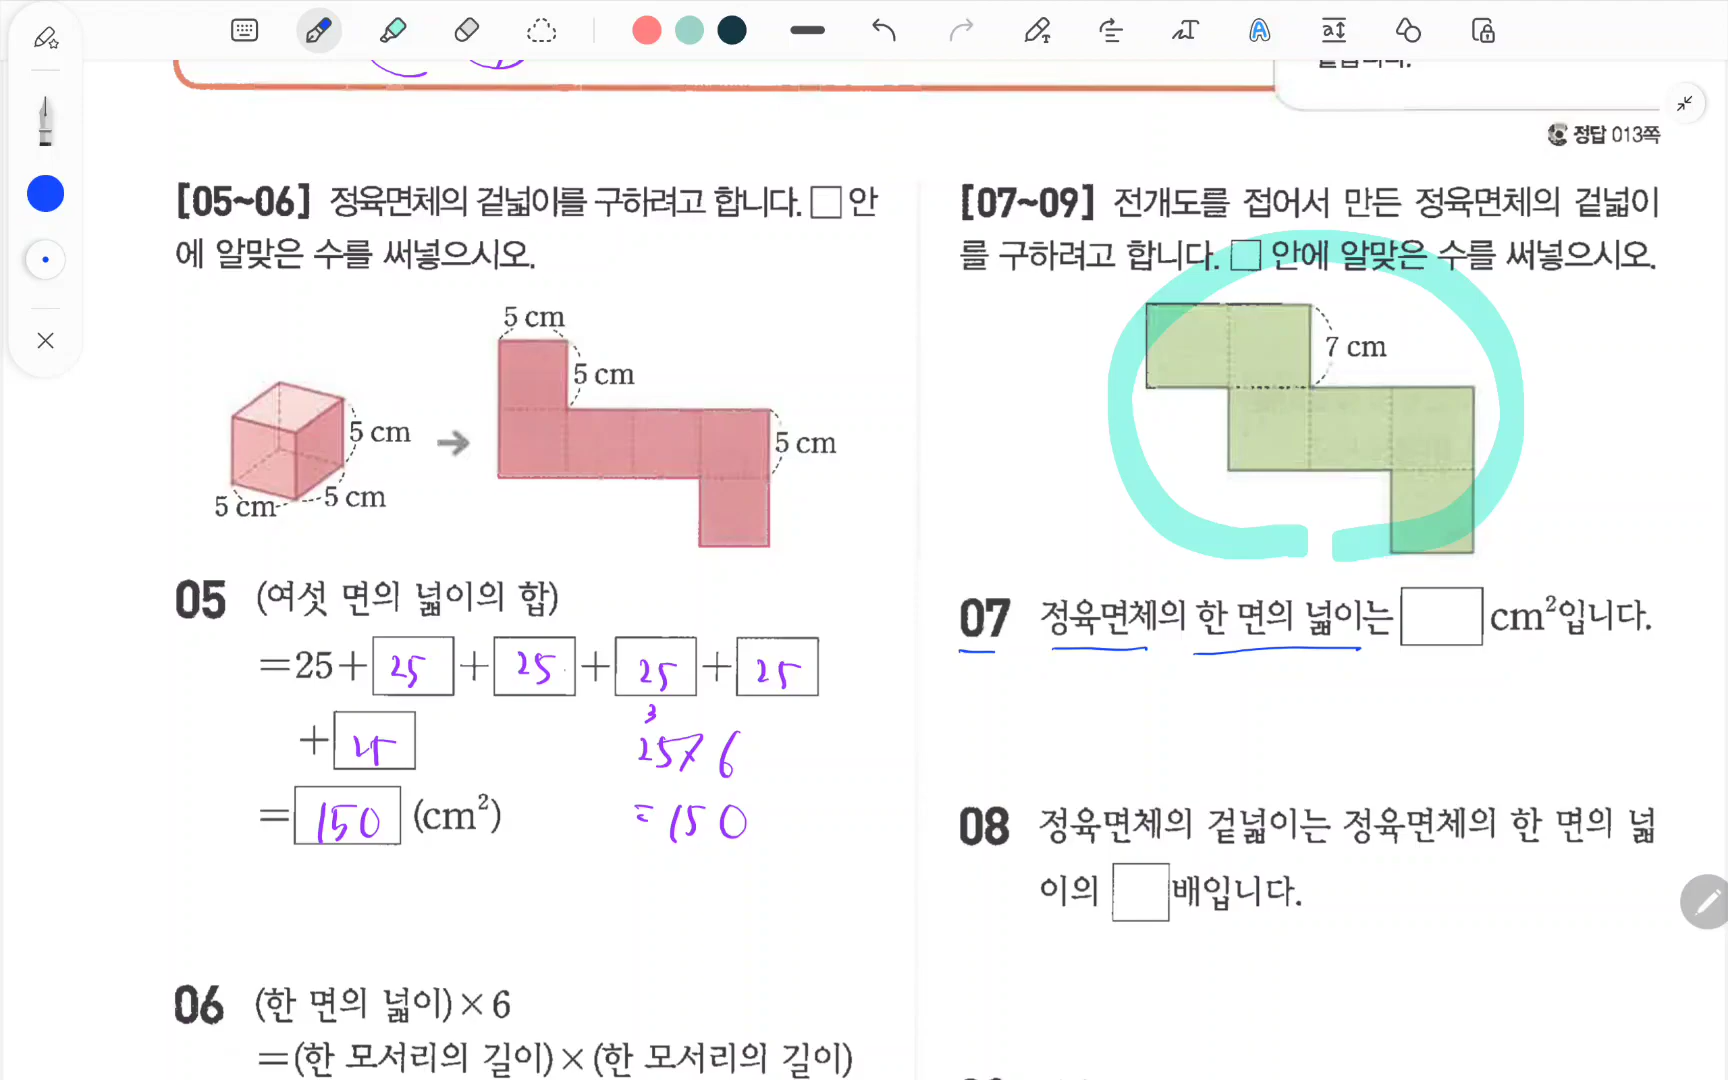 정답 013쪽
[05~06] 정육면체의 겉넓이를 구하려고 합니다. □ 안
에 알맞은 수를 써넣으시오.
5 cm
5 cm
5 cm
5 cm
5 cm
5 cm
05 (여섯 면의 넓이의 합)
=25+25+25+25+25
+25
3
25×6
=150 (cm²)
=150
06 (한 면의 넓이)×6
=(한 모서리의 길이)×(한 모서리의 길이)
[07~09] 전개도를 접어서 만든 정육면체의 겉넓이
를 구하려고 합니다. □ 안에 알맞은 수를 써넣으시오.
7 cm
07 정육면체의 한 면의 넓이는 □ cm²입니다.
08 정육면체의 겉넓이는 정육면체의 한 면의 넓
이의 □ 배입니다.